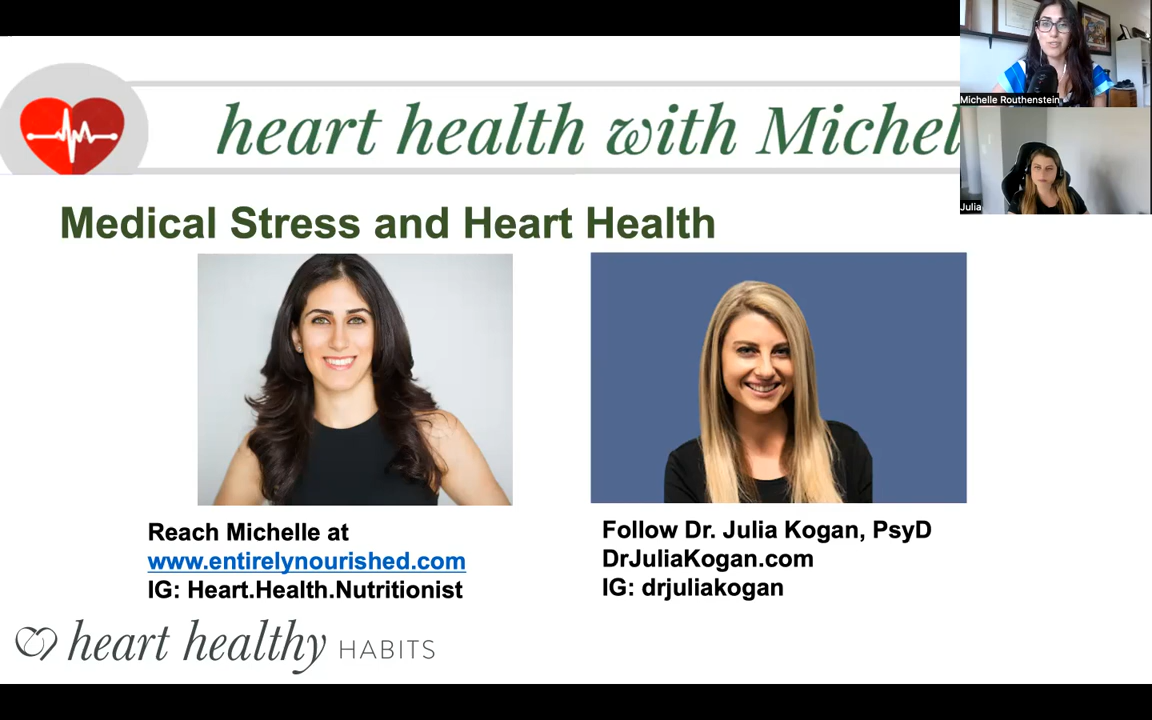 heart health with Michel
Michelle Routhenstein
Julia
Medical Stress and Heart Health
Reach Michelle at
www.entirelynourished.com
IG: Heart.Health.Nutritionist
Follow Dr. Julia Kogan, PsyD
DrJuliaKogan.com
IG: drjuliakogan
heart healthy HABITS